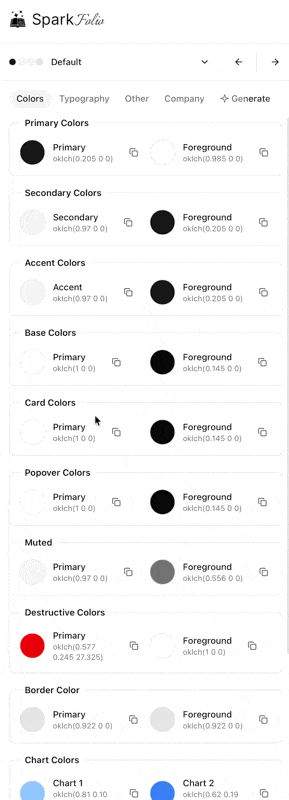 SparkFolio
Default
Colors Typography Other Company Generate
Primary Colors
Primary Foreground
oklch(0.205 0 0) oklch(0.985 0 0)
Secondary Colors
Secondary Foreground
oklch(0.97 0 0) oklch(0.205 0 0)
Accent Colors
Accent Foreground
oklch(0.97 0 0) oklch(0.205 0 0)
Base Colors
Primary Foreground
oklch(1 0 0) oklch(0.145 0 0)
Card Colors
Primary Foreground
oklch(1 0 0) oklch(0.145 0 0)
Popover Colors
Primary Foreground
oklch(1 0 0) oklch(0.145 0 0)
Muted
Primary Foreground
oklch(0.97 0 0) oklch(0.556 0 0)
Destructive Colors
Primary Foreground
oklch(0.577 oklch(1 0 0)
0.245 27.325)
Border Color
Primary Foreground
oklch(0.922 0 0) oklch(0.922 0 0)
Chart Colors
Chart 1 Chart 2
oklch(0.81 0.10 oklch(0.62 0.19